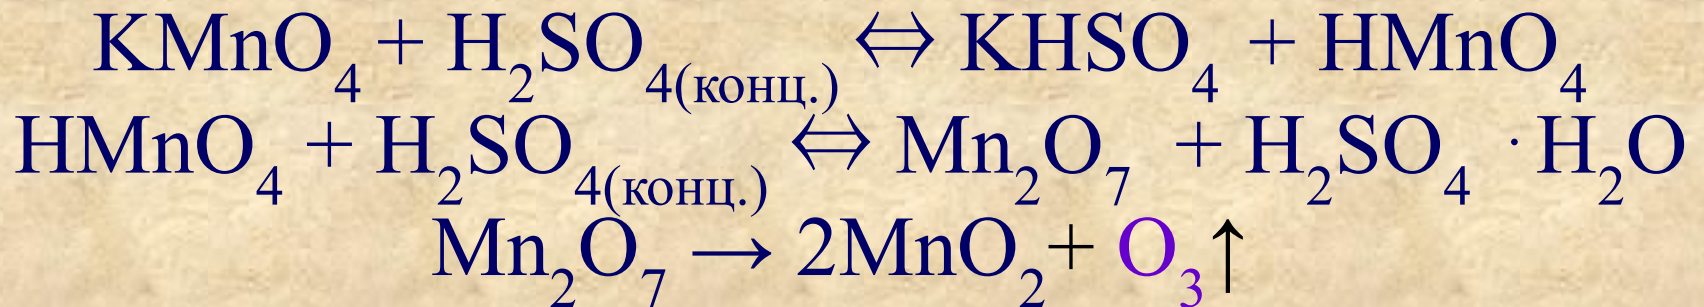 KMnO₄ + H₂SO₄(конц.) ⇔ KHSO₄ + HMnO₄
HMnO₄ + H₂SO₄(конц.) ⇔ Mn₂O₇ + H₂SO₄ · H₂O
Mn₂O₇ → 2MnO₂ + O₃↑